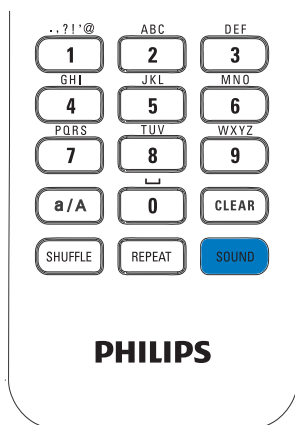 .,?!'@ ABC DEF
1 2 3
GHI JKL MNO
4 5 6
PQRS TUV WXYZ
7 8 9
a/A 0 CLEAR
SHUFFLE REPEAT SOUND
PHILIPS